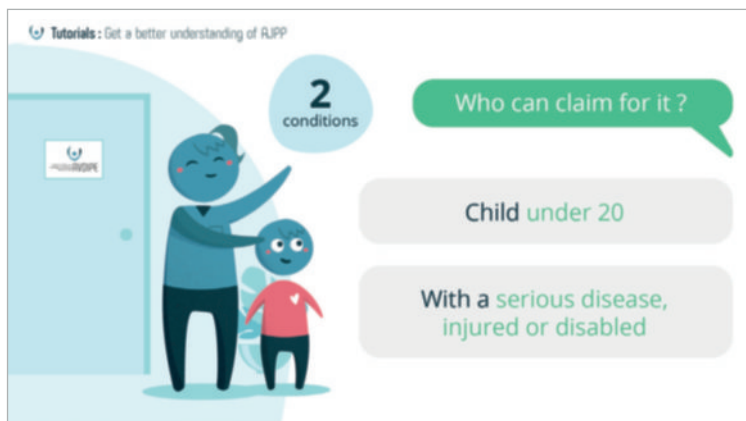 Tutorials : Get a better understanding of AJPP
2
conditions
Who can claim for it ?
Child under 20
With a serious disease,
injured or disabled